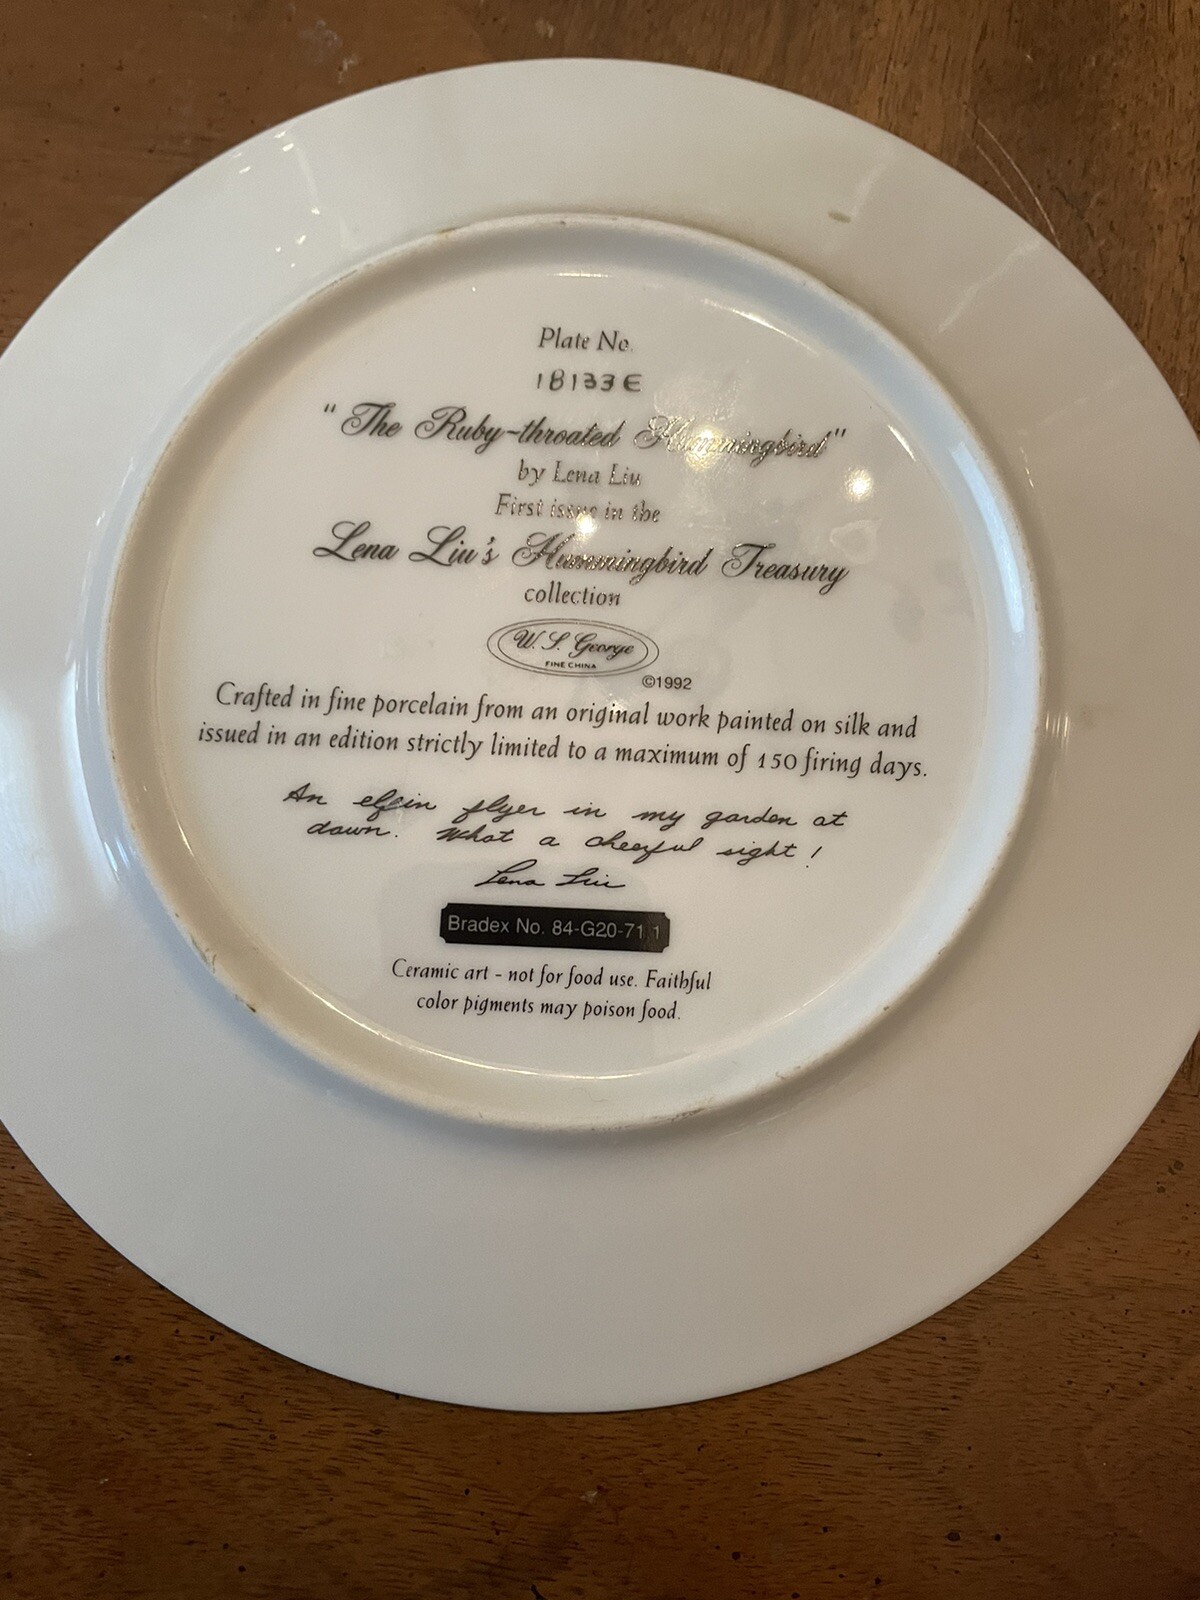 Plate No.
18133E
"The Ruby-throated Hummingbird"
by Lena Liu
First issue in the
Lena Liu's Hummingbird Treasury
collection
W. S. George
FINE CHINA
©1992
Crafted in fine porcelain from an original work painted on silk and
issued in an edition strictly limited to a maximum of 150 firing days.
An elfin flyer in my garden at
dawn. What a cheerful sight!
Lena Liu
Bradex No. 84-G20-71.1
Ceramic art - not for food use. Faithful
color pigments may poison food.